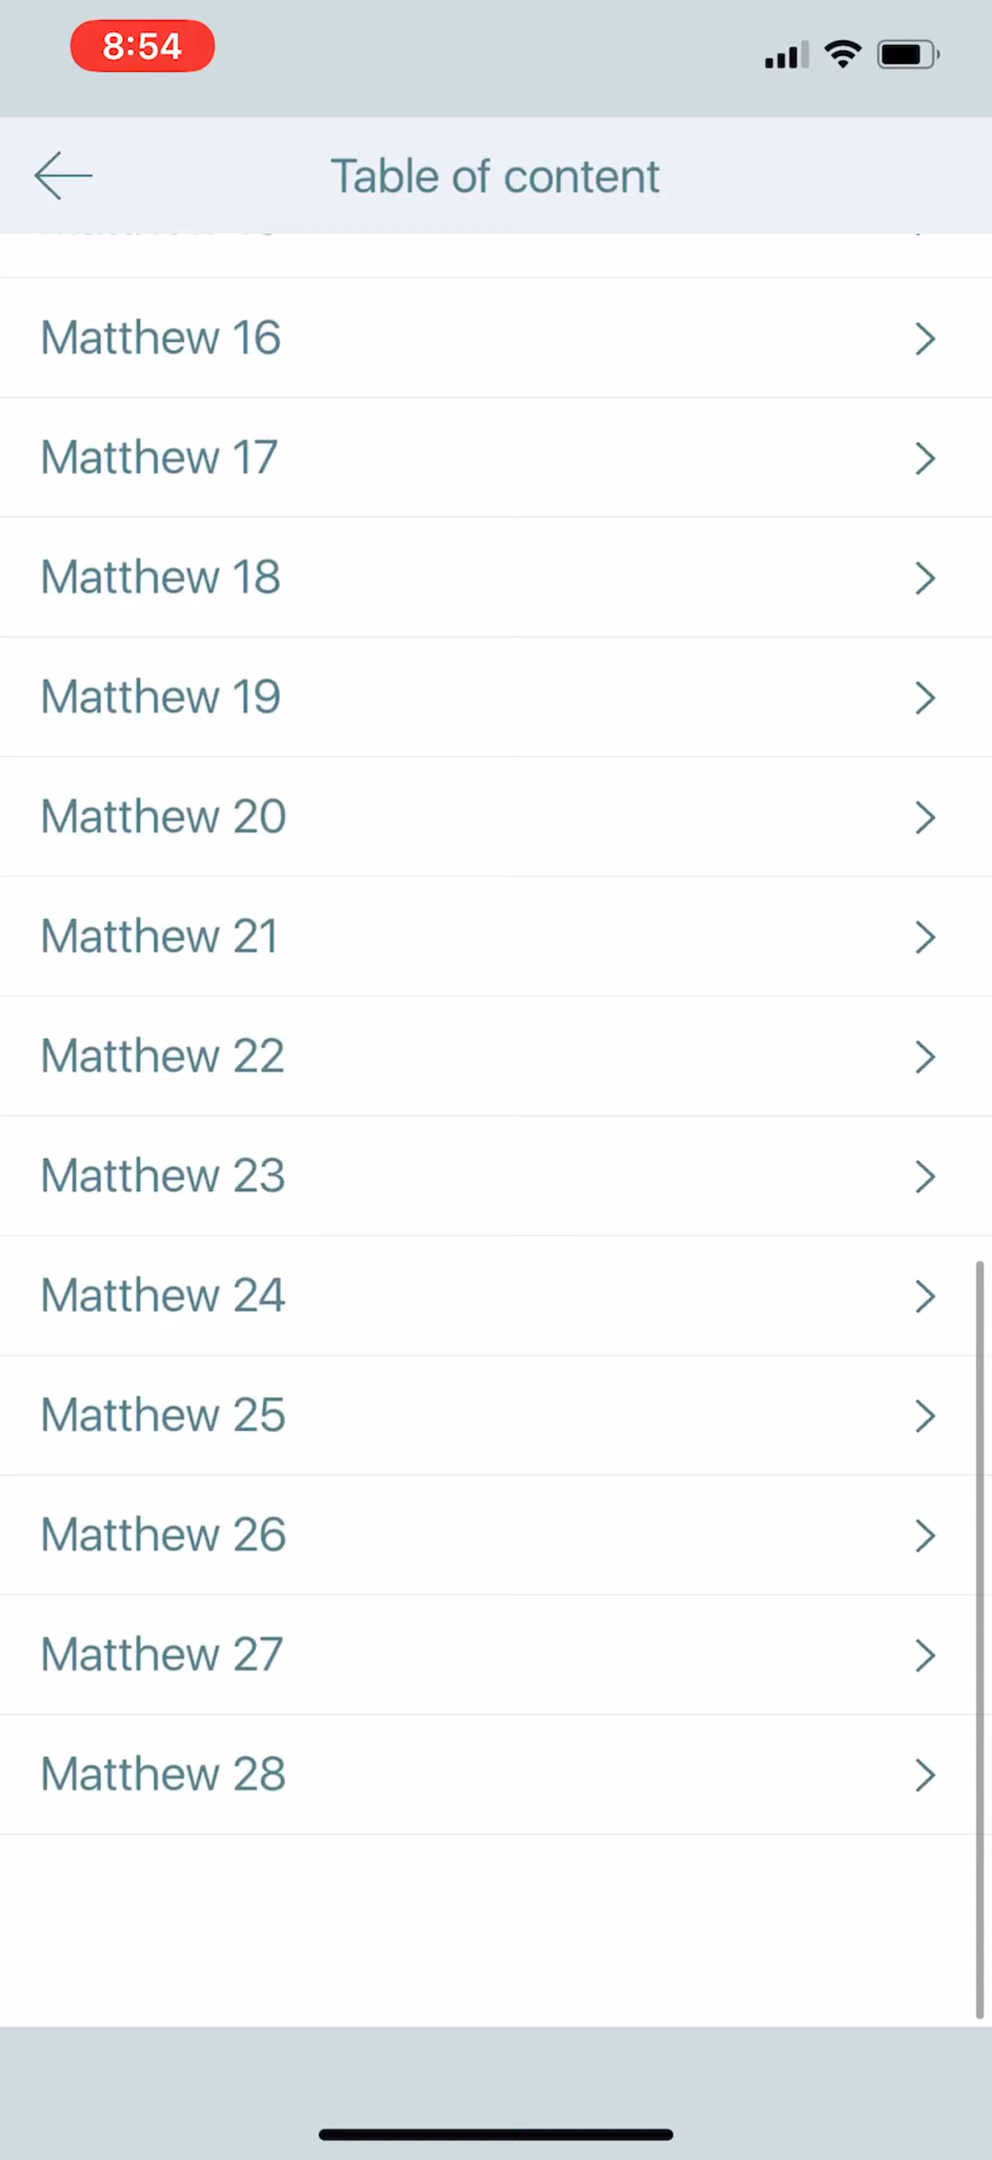 8:54
Table of content
Matthew 16
Matthew 17
Matthew 18
Matthew 19
Matthew 20
Matthew 21
Matthew 22
Matthew 23
Matthew 24
Matthew 25
Matthew 26
Matthew 27
Matthew 28